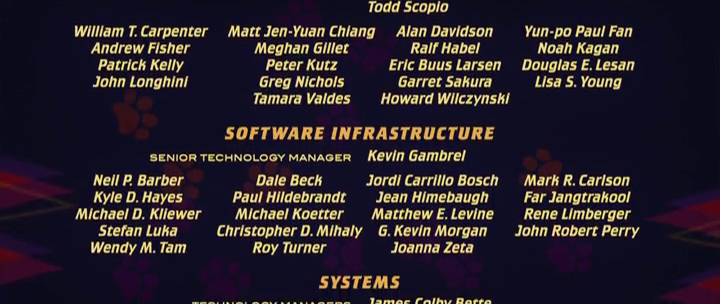 Todd Scopio
William T. Carpenter Matt Jen-Yuan Chiang Alan Davidson Yun-po Paul Fan
Andrew Fisher Meghan Gillet Ralf Habel Noah Kagan
Patrick Kelly Peter Kutz Eric Buus Larsen Douglas E. Lesan
John Longhini Greg Nichols Garret Sakura Lisa S. Young
Tamara Valdes Howard Wilczynski
SOFTWARE INFRASTRUCTURE
SENIOR TECHNOLOGY MANAGER Kevin Gambrel
Neil P. Barber Dale Beck Jordi Carrillo Bosch Mark R. Carlson
Kyle D. Hayes Paul Hildebrandt Jean Himebaugh Far Jangtrakool
Michael D. Kliewer Michael Koetter Matthew E. Levine Rene Limberger
Stefan Luka Christopher D. Mihaly G. Kevin Morgan John Robert Perry
Wendy M. Tam Roy Turner Joanna Zeta
SYSTEMS
TECHNOLOGY MANAGERS James Colby Bette